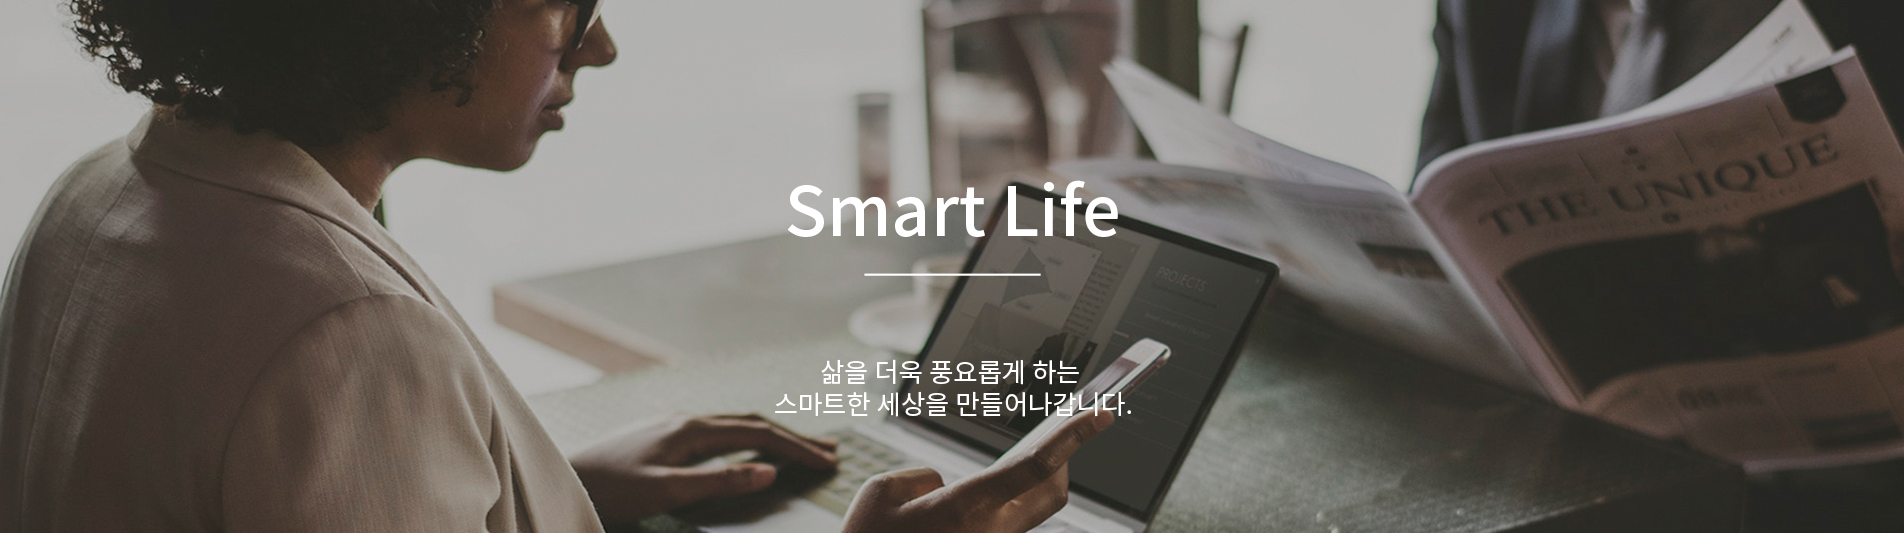 Smart Life
THE UNIQUE
PROJECTS
삶을 더욱 풍요롭게 하는
스마트한 세상을 만들어나갑니다.